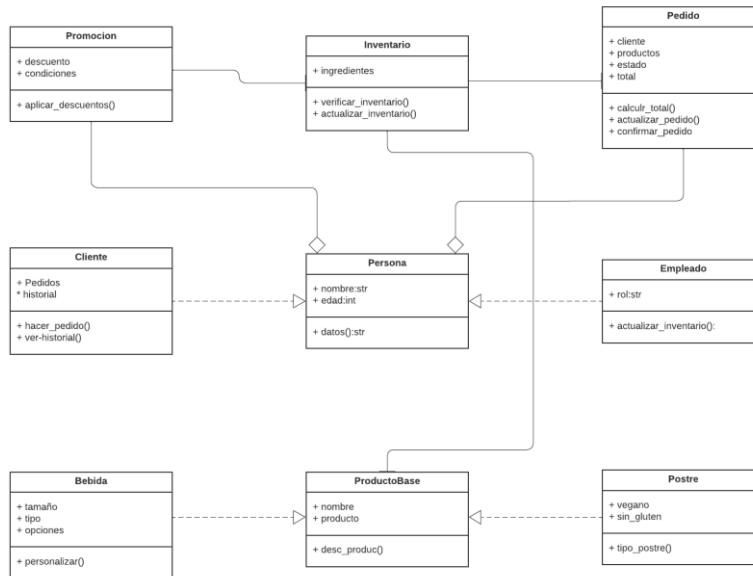 Promocion
+ descuento
+ condiciones
+ aplicar_descuentos()
Inventario
+ ingredientes
+ verificar_inventario()
+ actualizar_inventario()
Pedido
+ cliente
+ productos
+ estado
+ total
+ calculr_total()
+ actualizar_pedido()
+ confirmar_pedido
Cliente
+ Pedidos
* historial
+ hacer_pedido()
+ ver-historial()
Persona
+ nombre:str
+ edad:int
+ datos():str
Empleado
+ rol:str
+ actualizar_inventario():
Bebida
+ tamaño
+ tipo
+ opciones
+ personalizar()
ProductoBase
+ nombre
+ producto
+ desc_produc()
Postre
+ vegano
+ sin_gluten
+ tipo_postre()